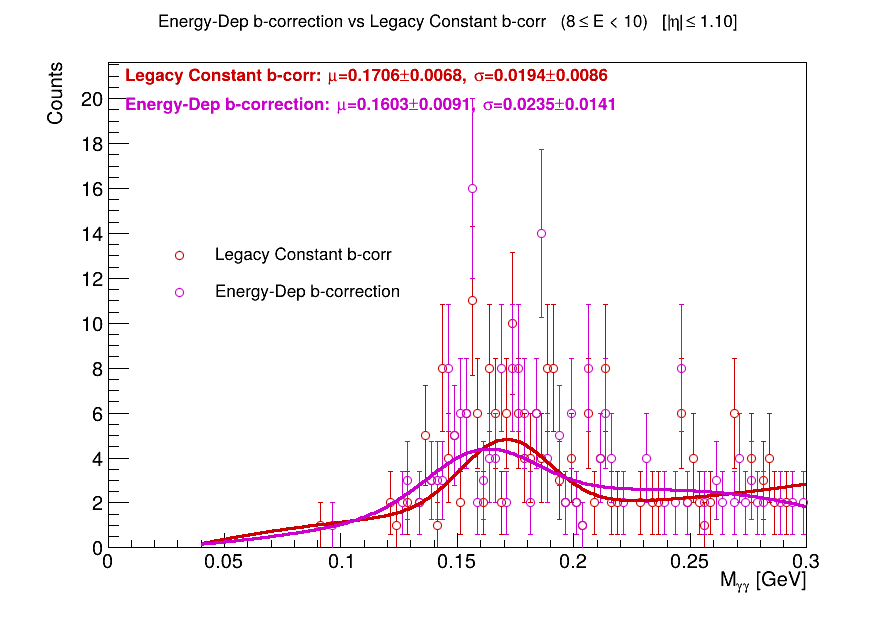 Energy-Dep b-correction vs Legacy Constant b-corr (8 ≤ E < 10) [|η| ≤ 1.10]
Counts
Legacy Constant b-corr: μ=0.1706±0.0068, σ=0.0194±0.0086
Energy-Dep b-correction: μ=0.1603±0.0091, σ=0.0235±0.0141
Legacy Constant b-corr
Energy-Dep b-correction
20
18
16
14
12
10
8
6
4
2
0
0 0.05 0.1 0.15 0.2 0.25 0.3
Mγγ [GeV]